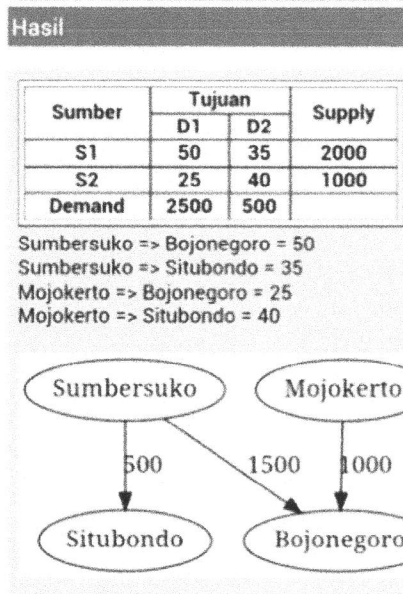 Hasil
Sumber Tujuan Supply
D1 D2
S1 50 35 2000
S2 25 40 1000
Demand 2500 500
Sumbersuko => Bojonegoro = 50
Sumbersuko => Situbondo = 35
Mojokerto => Bojonegoro = 25
Mojokerto => Situbondo = 40
Sumbersuko Mojokerto
500 1500 1000
Situbondo Bojonegoro